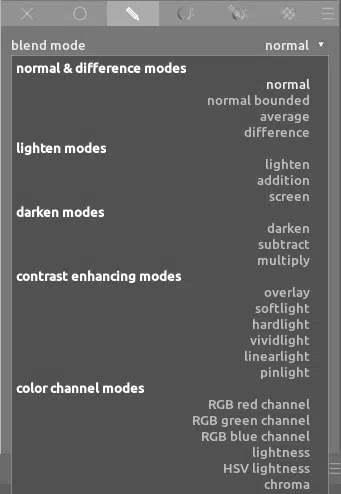 blend mode normal
normal & difference modes
normal
normal bounded
average
difference
lighten modes
lighten
addition
screen
darken modes
darken
subtract
multiply
contrast enhancing modes
overlay
softlight
hardlight
vividlight
linearlight
pinlight
color channel modes
RGB red channel
RGB green channel
RGB blue channel
lightness
HSV lightness
chroma